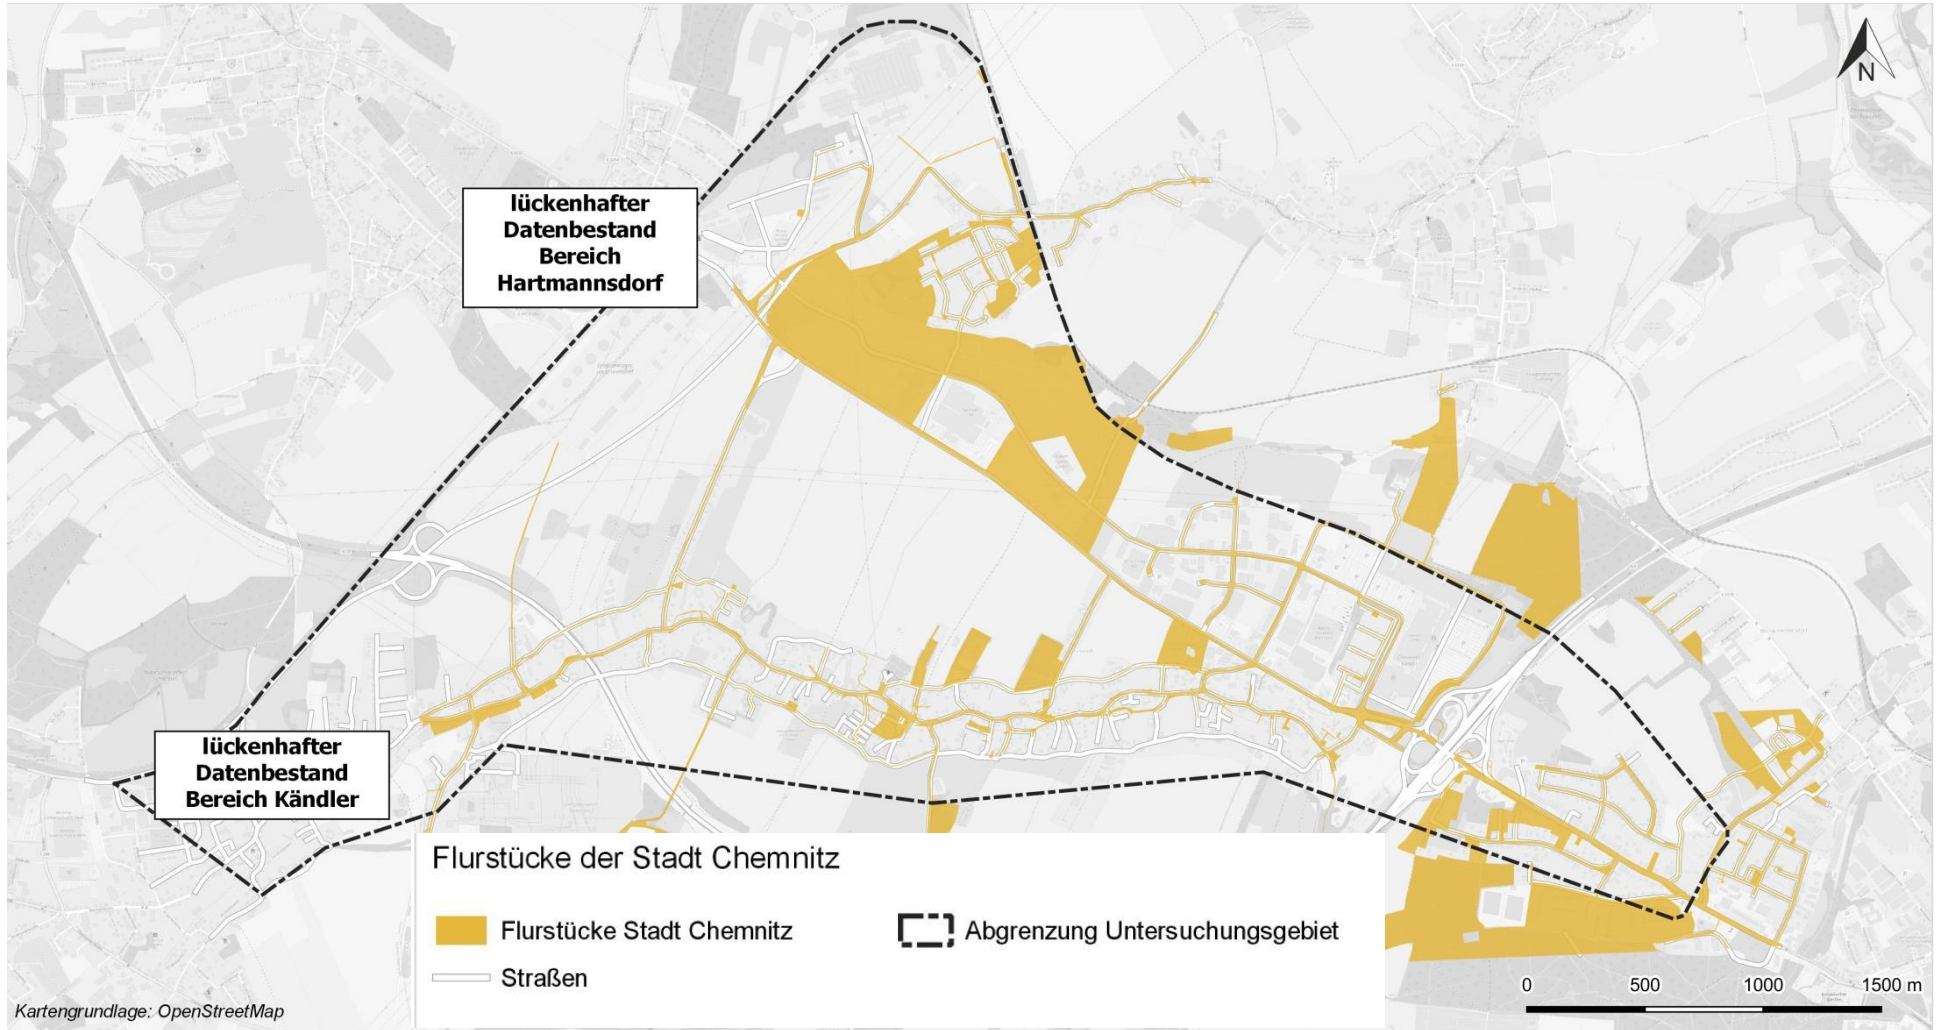 N
lückenhafter
Datenbestand
Bereich
Hartmannsdorf
lückenhafter
Datenbestand
Bereich Kändler
Flurstücke der Stadt Chemnitz
Flurstücke Stadt Chemnitz
Abgrenzung Untersuchungsgebiet
Straßen
0 500 1000 1500 m
Kartengrundlage: OpenStreetMap